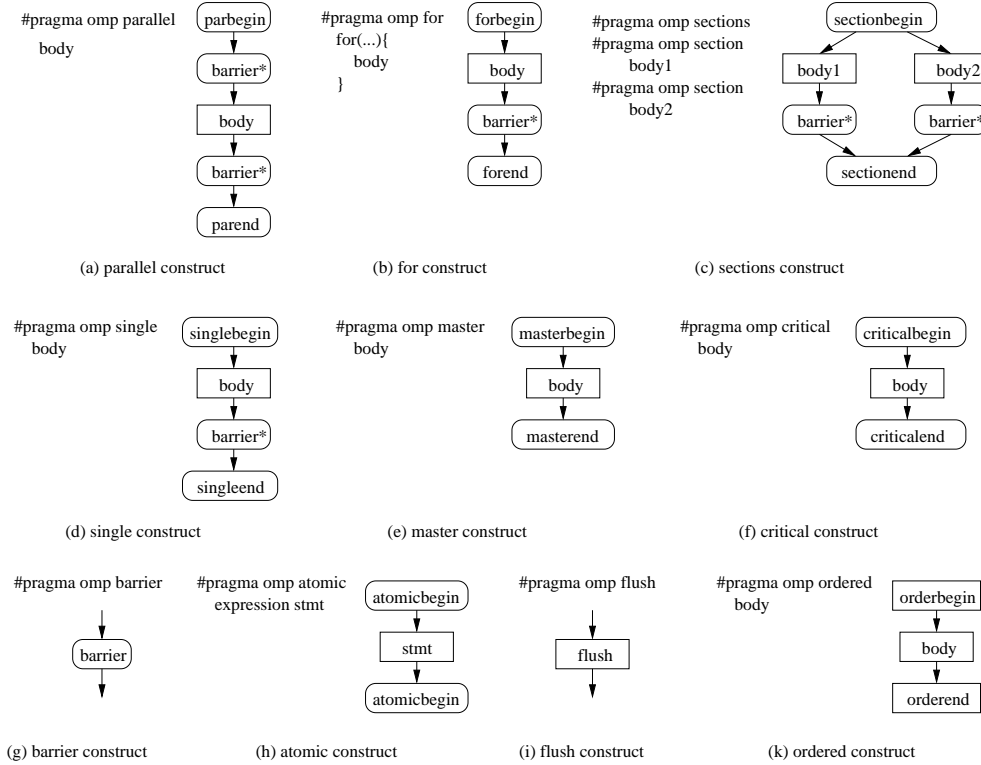 #pragma omp parallel
body
parbegin
barrier*
body
barrier*
parend
(a) parallel construct
#pragma omp for
for(...){
body
}
forbegin
body
barrier*
forend
(b) for construct
#pragma omp sections
#pragma omp section
body1
#pragma omp section
body2
sectionbegin
body1
body2
barrier*
barrier*
sectionend
(c) sections construct
#pragma omp single
body
singlebegin
body
barrier*
singleend
(d) single construct
#pragma omp master
body
masterbegin
body
masterend
(e) master construct
#pragma omp critical
body
criticalbegin
body
criticalend
(f) critical construct
#pragma omp barrier
barrier
(g) barrier construct
#pragma omp atomic
expression stmt
atomicbegin
stmt
atomicbegin
(h) atomic construct
#pragma omp flush
flush
(i) flush construct
#pragma omp ordered
body
orderbegin
body
orderend
(k) ordered construct